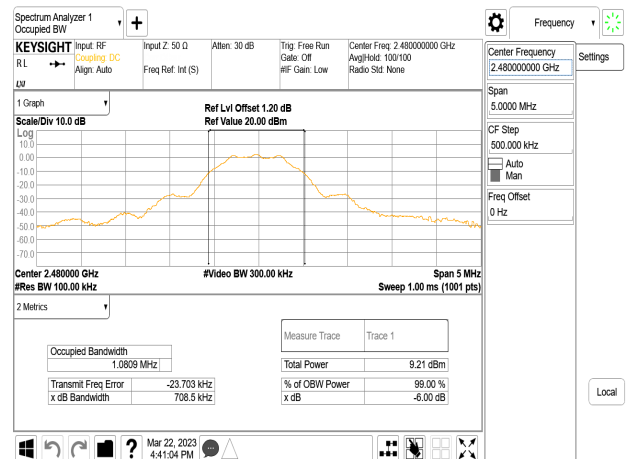 Spectrum Analyzer 1
Occupied BW
Frequency
KEYSIGHT
RL
Input: RF
Coupling: DC
Align: Auto
Input Z: 50 Ω
Freq Ref: Int (S)
Atten: 30 dB
Trig: Free Run
Gate: Off
#IF Gain: Low
Center Freq: 2.480000000 GHz
Avg|Hold: 100/100
Radio Std: None
1 Graph
Scale/Div 10.0 dB
Ref Lvl Offset 1.20 dB
Ref Value 20.00 dBm
Log
10.0
0.00
-10.0
-20.0
-30.0
-40.0
-50.0
-60.0
-70.0
Center 2.48000 GHz
#Res BW 100.00 kHz
#Video BW 300.00 kHz
Span 5 MHz
Sweep 1.00 ms (1001 pts)
2 Metrics
Occupied Bandwidth
1.0809 MHz
Transmit Freq Error -23.703 kHz
x dB Bandwidth 708.5 kHz
Measure Trace Trace 1
Total Power 9.21 dBm
% of OBW Power 99.00 %
x dB -6.00 dB
Mar 22, 2023
4:41:04 PM
Center Frequency
2.480000000 GHz
Span
5.0000 MHz
CF Step
500.000 kHz
Auto
Man
Freq Offset
0 Hz
Settings
Local